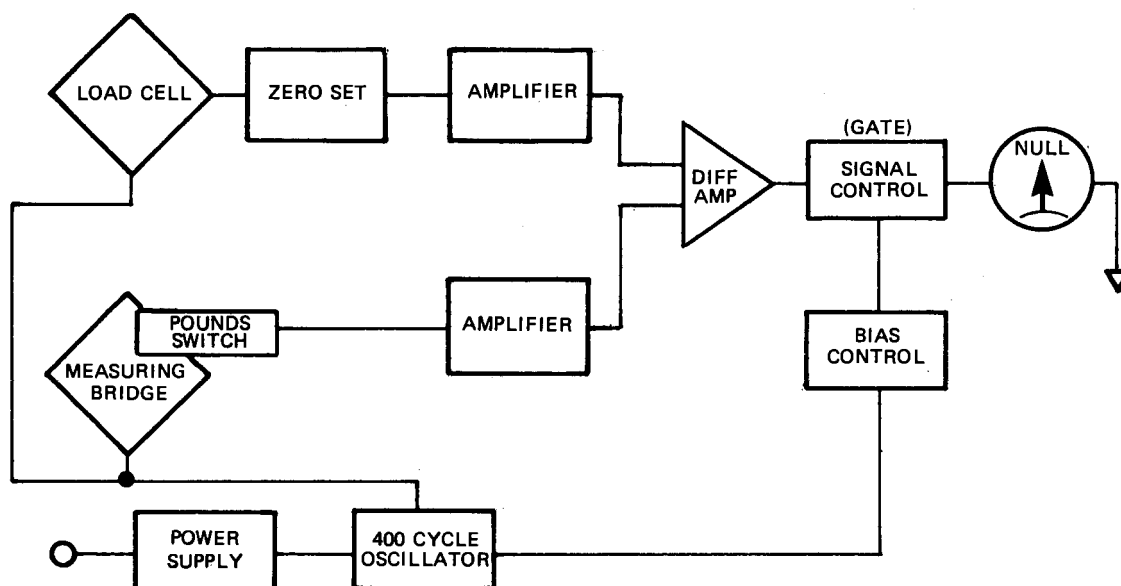 LOAD CELL
ZERO SET
AMPLIFIER
DIFF
AMP
(GATE)
SIGNAL
CONTROL
NULL
POUNDS
SWITCH
MEASURING
BRIDGE
AMPLIFIER
BIAS
CONTROL
POWER
SUPPLY
400 CYCLE
OSCILLATOR